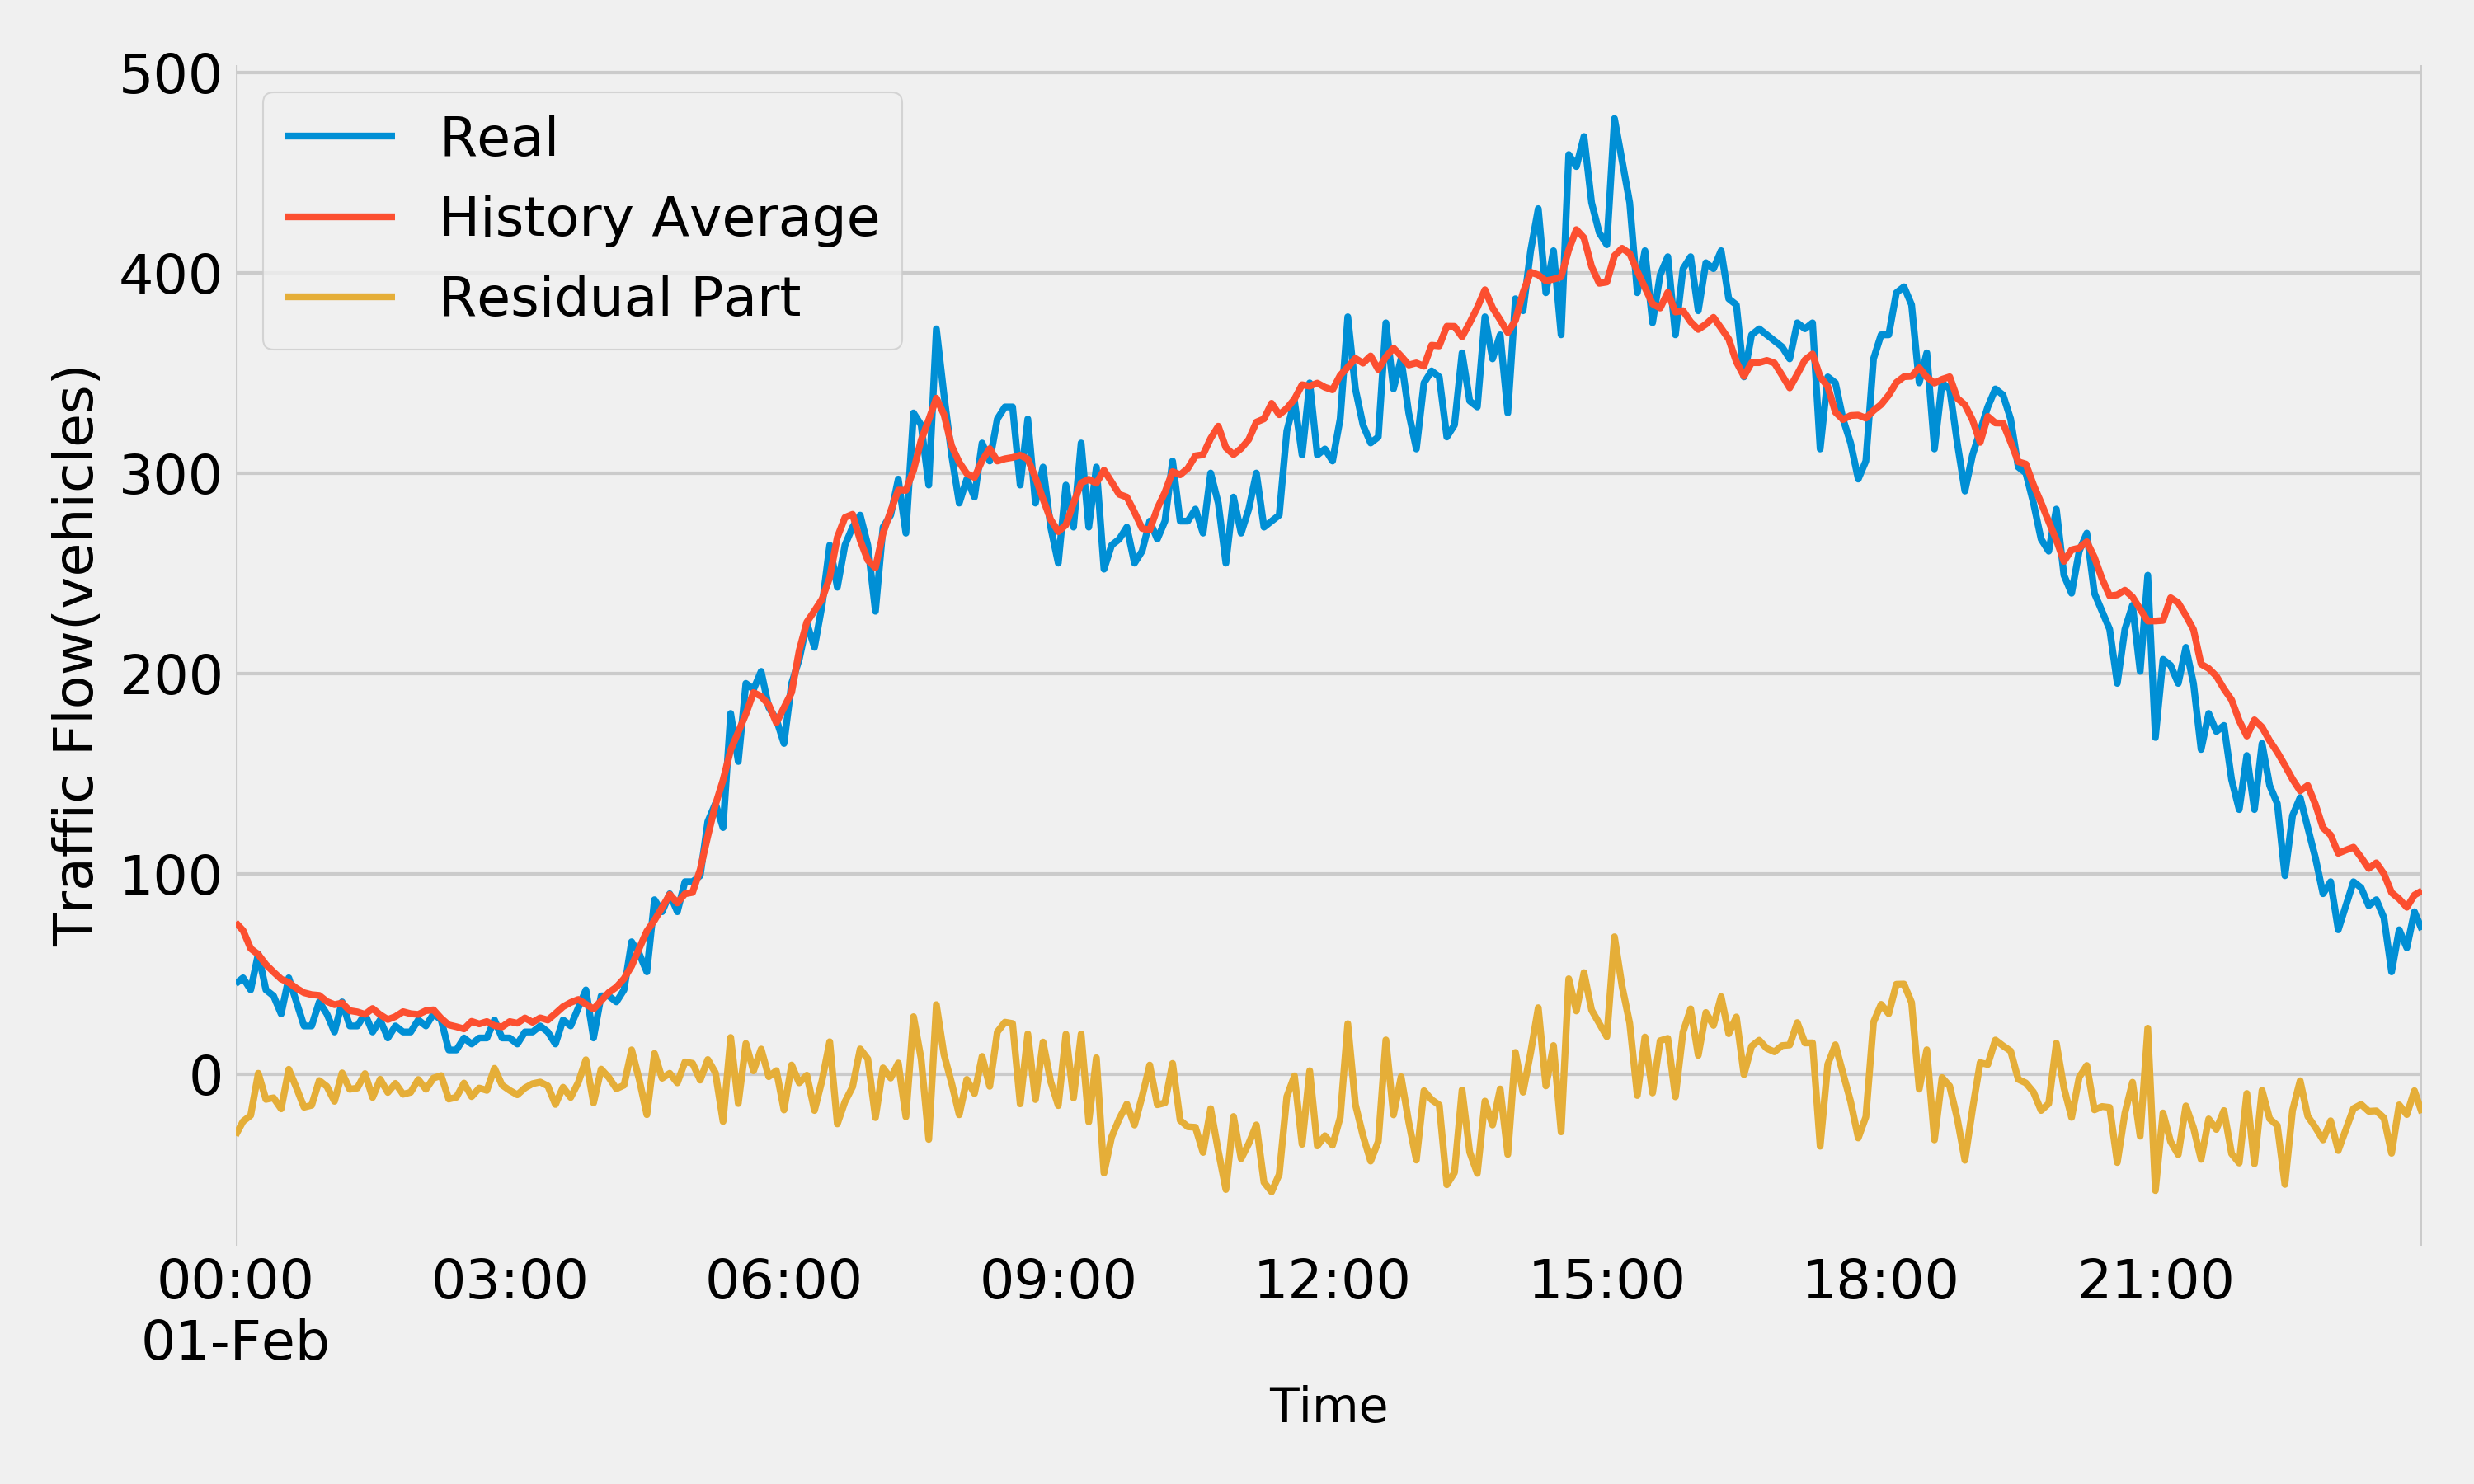 500
400
300
200
100
0
Traffic Flow(vehicles)
Real
History Average
Residual Part
00:00 03:00 06:00 09:00 12:00 15:00 18:00 21:00
01-Feb
Time